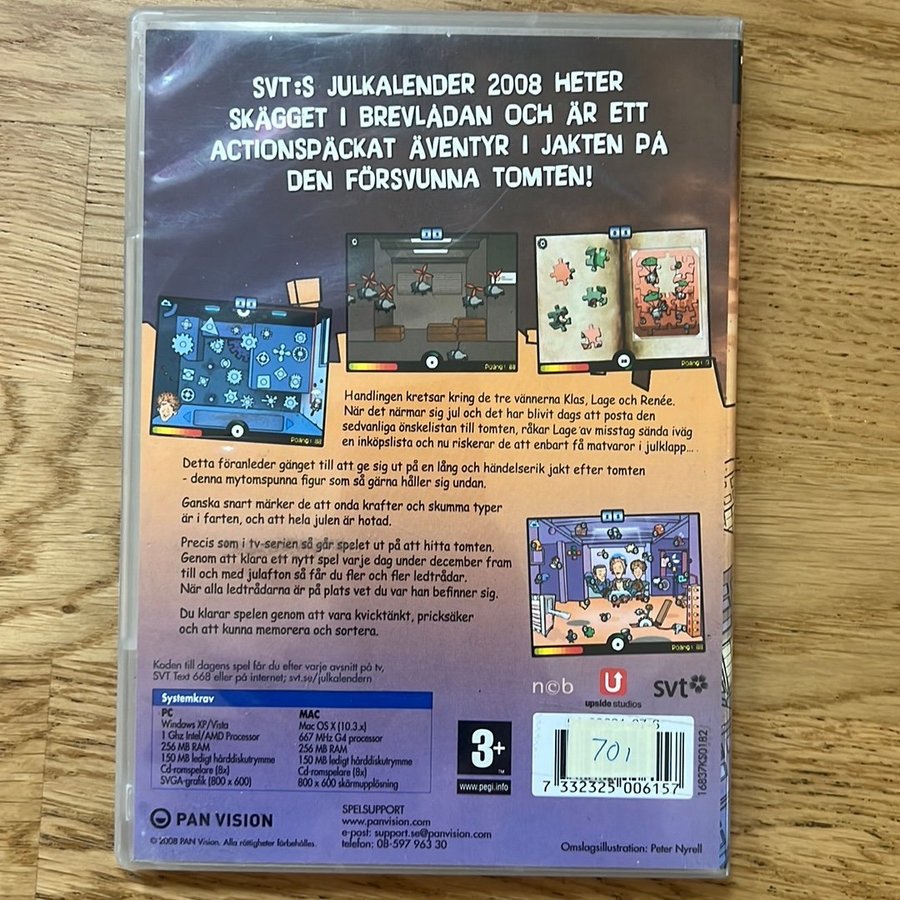 SVT:S JULKALENDER 2008 HETER
SKÄGGET I BREVLÅDAN OCH ÄR ETT
ACTIONSPÄCKAT ÄVENTYR I JAKTEN PÅ
DEN FÖRSVUNNA TOMTEN!
Handlingen kretsar kring de tre vännerna Klas, Lage och Renée.
När det närmar sig jul och det har blivit dags att posta den
sedvanliga önskelistan till tomten, råkar Lage av misstag sända iväg
en inköpslista och nu riskerar de att enbart få matvaror i julklapp...
Detta föranleder gänget till att ge sig ut på en lång och händelserik jakt efter tomten
- denna mytomspunna figur som så gärna håller sig undan.
Ganska snart märker de att onda krafter och skumma typer
är i farten, och att hela julen är hotad.
Precis som i tv-serien så går spelet ut på att hitta tomten.
Genom att klara ett nytt spel varje dag under december fram
till och med julafton så får du fler och fler ledtrådar.
När alla ledtrådarna är på plats vet du var han befinner sig.
Du klarar spelen genom att vara kvicktänkt, pricksäker
och att kunna memorera och sortera.
Koden till dagens spel får du efter varje avsnitt på tv,
SVT Text 668 eller på internet; svt.se/julkalendern
Systemkrav
PC
Windows XP/Vista
1 Ghz Intel/AMD Processor
256 MB RAM
150 MB ledigt hårddiskutrymme
Cd-romspelare (8x)
SVGA-grafik (800 x 600)
MAC
Mac OS X (10.3.x)
667 MHz G4 processor
256 MB RAM
150 MB ledigt hårddiskutrymme
Cd-romspelare (8x)
800 x 600 skärmupplösning
3+
www.pegi.info
ncb
upside studios
svt
701
7 332325 006157
16837KS0182
PAN VISION
© 2008 PAN Vision. Alla rättigheter förbehålles.
SPELSUPPORT
www.panvision.com
e-post: support.se@panvision.com
telefon: 08-597 963 30
Omslagsillustration: Peter Nyrell